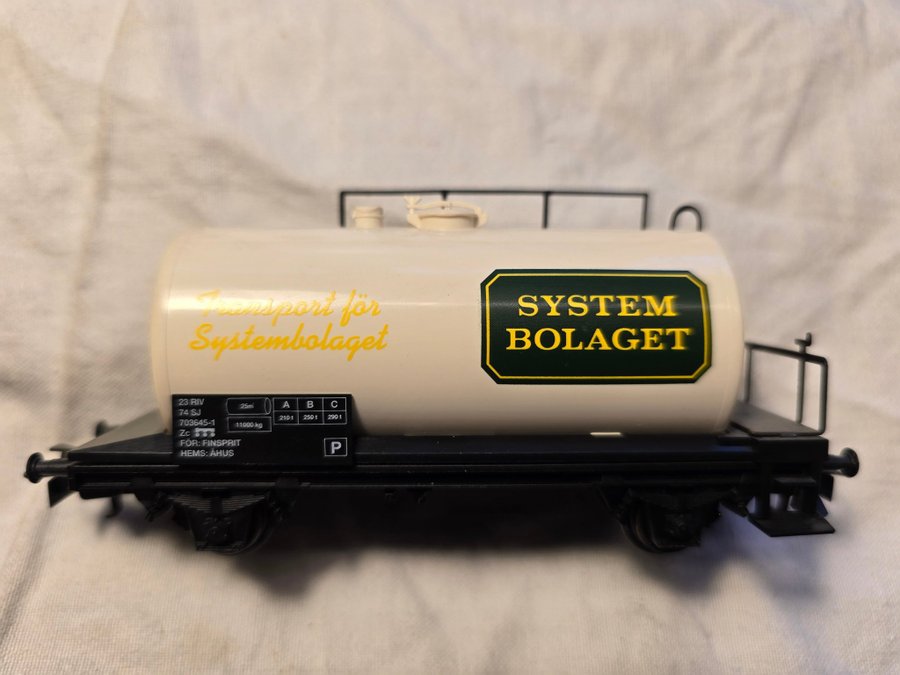 Transport för
Systembolaget
SYSTEM
BOLAGET
23 RIV
74 SJ
703645-1
Zc
FÖR: FINSPRIT
HEMS: ÅHUS
25m
11000 kg
A B C
210 t 250 t 290 t
P